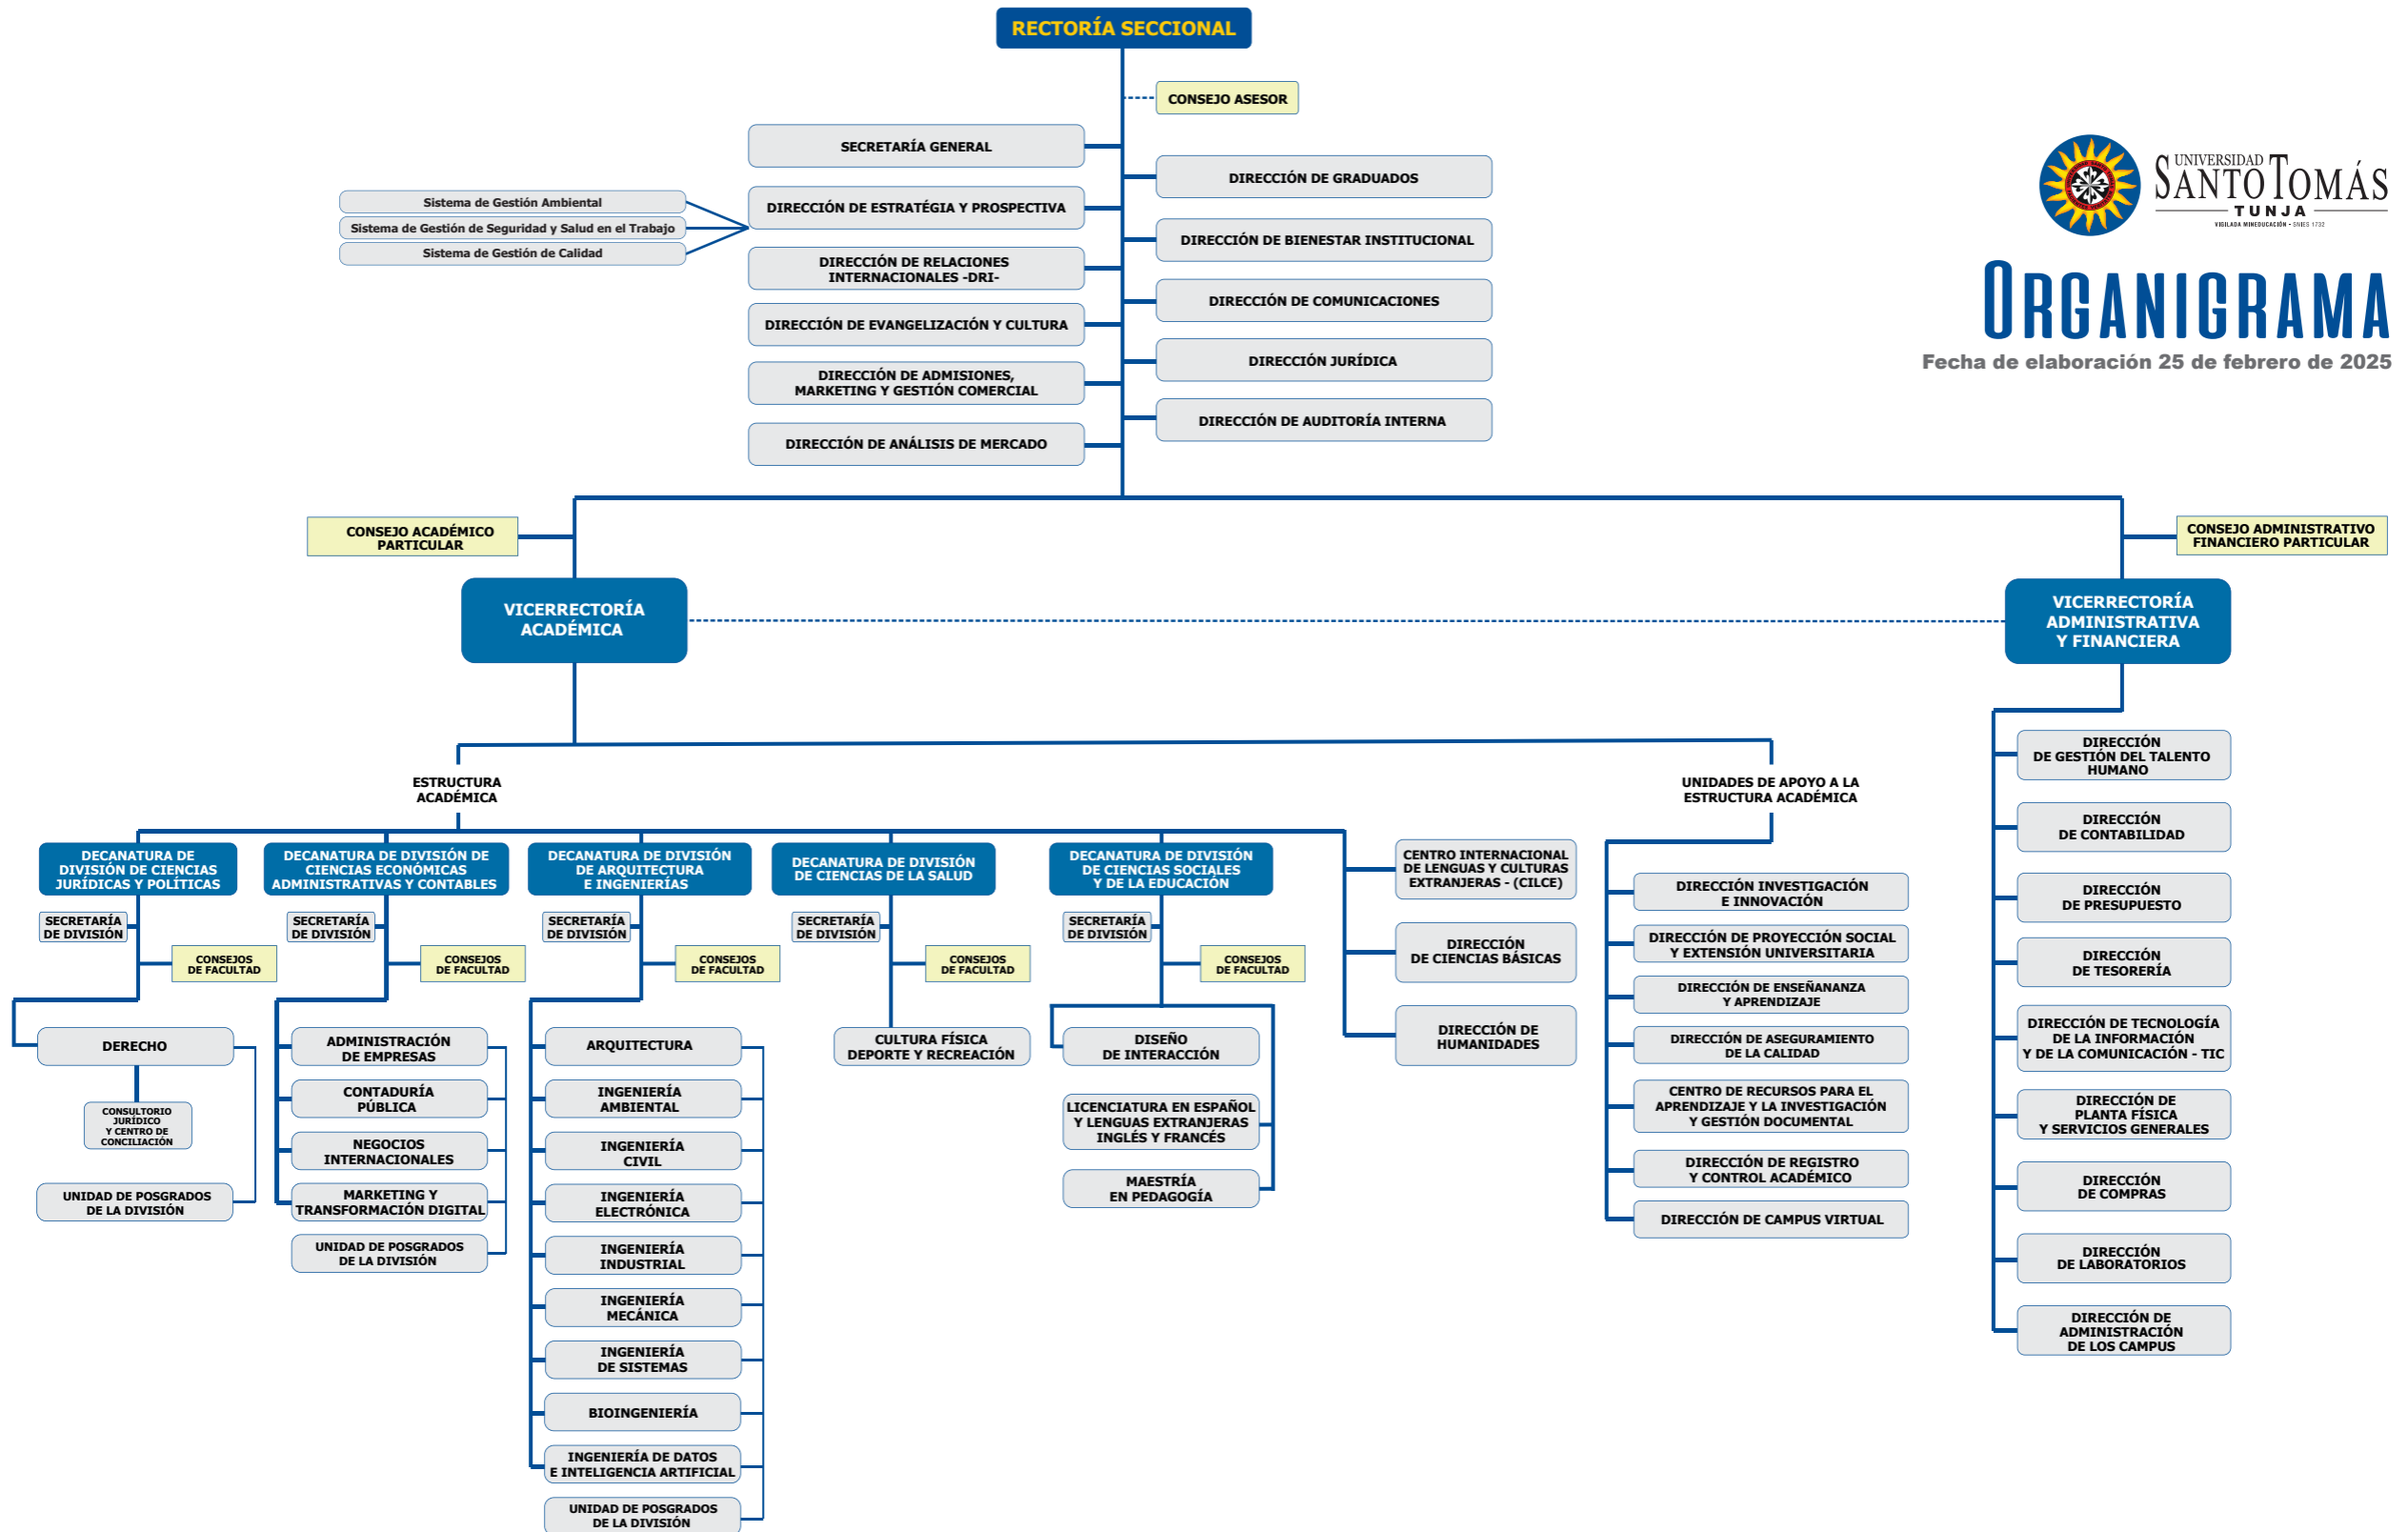 RECTORÍA SECCIONAL
CONSEJO ASESOR
SECRETARÍA GENERAL
DIRECCIÓN DE GRADUADOS
Sistema de Gestión Ambiental
Sistema de Gestión de Seguridad y Salud en el Trabajo
Sistema de Gestión de Calidad
DIRECCIÓN DE ESTRATÉGIA Y PROSPECTIVA
DIRECCIÓN DE BIENESTAR INSTITUCIONAL
DIRECCIÓN DE RELACIONES
INTERNACIONALES -DRI-
DIRECCIÓN DE COMUNICACIONES
DIRECCIÓN DE EVANGELIZACIÓN Y CULTURA
DIRECCIÓN JURÍDICA
DIRECCIÓN DE ADMISIONES,
MARKETING Y GESTIÓN COMERCIAL
DIRECCIÓN DE AUDITORÍA INTERNA
DIRECCIÓN DE ANÁLISIS DE MERCADO
UNIVERSIDAD
SANTO TOMÁS
TUNJA
VIGILADA MINEDUCACIÓN - SNIES 1732
ORGANIGRAMA
Fecha de elaboración 25 de febrero de 2025
CONSEJO ACADÉMICO
PARTICULAR
CONSEJO ADMINISTRATIVO
FINANCIERO PARTICULAR
VICERRECTORÍA
ACADÉMICA
VICERRECTORÍA
ADMINISTRATIVA
Y FINANCIERA
ESTRUCTURA
ACADÉMICA
UNIDADES DE APOYO A LA
ESTRUCTURA ACADÉMICA
DECANATURA DE
DIVISIÓN DE CIENCIAS
JURÍDICAS Y POLÍTICAS
SECRETARÍA
DE DIVISIÓN
CONSEJOS
DE FACULTAD
DERECHO
CONSULTORIO
JURÍDICO
Y CENTRO DE
CONCILIACIÓN
UNIDAD DE POSGRADOS
DE LA DIVISIÓN
DECANATURA DE DIVISIÓN DE
CIENCIAS ECONÓMICAS
ADMINISTRATIVAS Y CONTABLES
SECRETARÍA
DE DIVISIÓN
CONSEJOS
DE FACULTAD
ADMINISTRACIÓN
DE EMPRESAS
CONTADURÍA
PÚBLICA
NEGOCIOS
INTERNACIONALES
MARKETING Y
TRANSFORMACIÓN DIGITAL
UNIDAD DE POSGRADOS
DE LA DIVISIÓN
DECANATURA DE DIVISIÓN
DE ARQUITECTURA
E INGENIERÍAS
SECRETARÍA
DE DIVISIÓN
CONSEJOS
DE FACULTAD
ARQUITECTURA
INGENIERÍA
AMBIENTAL
INGENIERÍA
CIVIL
INGENIERÍA
ELECTRÓNICA
INGENIERÍA
INDUSTRIAL
INGENIERÍA
MECÁNICA
INGENIERÍA
DE SISTEMAS
BIOINGENIERÍA
INGENIERÍA DE DATOS
E INTELIGENCIA ARTIFICIAL
UNIDAD DE POSGRADOS
DE LA DIVISIÓN
DECANATURA DE DIVISIÓN
DE CIENCIAS DE LA SALUD
SECRETARÍA
DE DIVISIÓN
CONSEJOS
DE FACULTAD
CULTURA FÍSICA
DEPORTE Y RECREACIÓN
DECANATURA DE DIVISIÓN
DE CIENCIAS SOCIALES
Y DE LA EDUCACIÓN
SECRETARÍA
DE DIVISIÓN
CONSEJOS
DE FACULTAD
DISEÑO
DE INTERACCIÓN
LICENCIATURA EN ESPAÑOL
Y LENGUAS EXTRANJERAS
INGLÉS Y FRANCÉS
MAESTRÍA
EN PEDAGOGÍA
CENTRO INTERNACIONAL
DE LENGUAS Y CULTURAS
EXTRANJERAS - (CILCE)
DIRECCIÓN
DE CIENCIAS BÁSICAS
DIRECCIÓN DE
HUMANIDADES
DIRECCIÓN INVESTIGACIÓN
E INNOVACIÓN
DIRECCIÓN DE PROYECCIÓN SOCIAL
Y EXTENSIÓN UNIVERSITARIA
DIRECCIÓN DE ENSEÑANANZA
Y APRENDIZAJE
DIRECCIÓN DE ASEGURAMIENTO
DE LA CALIDAD
CENTRO DE RECURSOS PARA EL
APRENDIZAJE Y LA INVESTIGACIÓN
Y GESTIÓN DOCUMENTAL
DIRECCIÓN DE REGISTRO
Y CONTROL ACADÉMICO
DIRECCIÓN DE CAMPUS VIRTUAL
DIRECCIÓN
DE GESTIÓN DEL TALENTO
HUMANO
DIRECCIÓN
DE CONTABILIDAD
DIRECCIÓN
DE PRESUPUESTO
DIRECCIÓN
DE TESORERÍA
DIRECCIÓN DE TECNOLOGÍA
DE LA INFORMACIÓN
Y DE LA COMUNICACIÓN - TIC
DIRECCIÓN DE
PLANTA FÍSICA
Y SERVICIOS GENERALES
DIRECCIÓN
DE COMPRAS
DIRECCIÓN
DE LABORATORIOS
DIRECCIÓN DE
ADMINISTRACIÓN
DE LOS CAMPUS